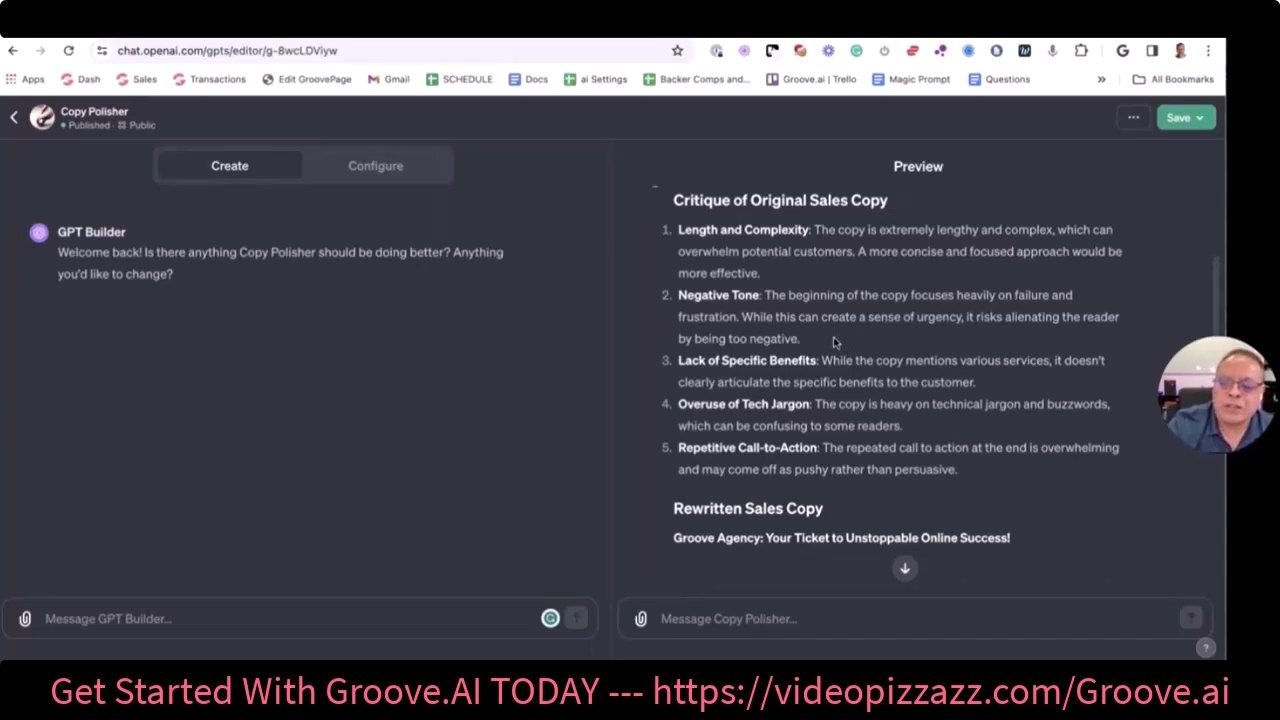 chat.openai.com/gpts/editor/g-8wcLDViyw
Apps Dash Sales Transactions Edit GroovePage Gmail SCHEDULE Docs ai Settings Backer Comps and... Groove.ai | Trello Magic Prompt Questions » All Bookmarks
Copy Polisher
Published · Public
Save
Create Configure
Preview
GPT Builder
Welcome back! Is there anything Copy Polisher should be doing better? Anything
you'd like to change?
Critique of Original Sales Copy
1. Length and Complexity: The copy is extremely lengthy and complex, which can
overwhelm potential customers. A more concise and focused approach would be
more effective.
2. Negative Tone: The beginning of the copy focuses heavily on failure and
frustration. While this can create a sense of urgency, it risks alienating the reader
by being too negative.
3. Lack of Specific Benefits: While the copy mentions various services, it doesn't
clearly articulate the specific benefits to the customer.
4. Overuse of Tech Jargon: The copy is heavy on technical jargon and buzzwords,
which can be confusing to some readers.
5. Repetitive Call-to-Action: The repeated call to action at the end is overwhelming
and may come off as pushy rather than persuasive.
Rewritten Sales Copy
Groove Agency: Your Ticket to Unstoppable Online Success!
Message GPT Builder...
Message Copy Polisher...
?
Get Started With Groove.AI TODAY --- https://videopizzazz.com/Groove.ai